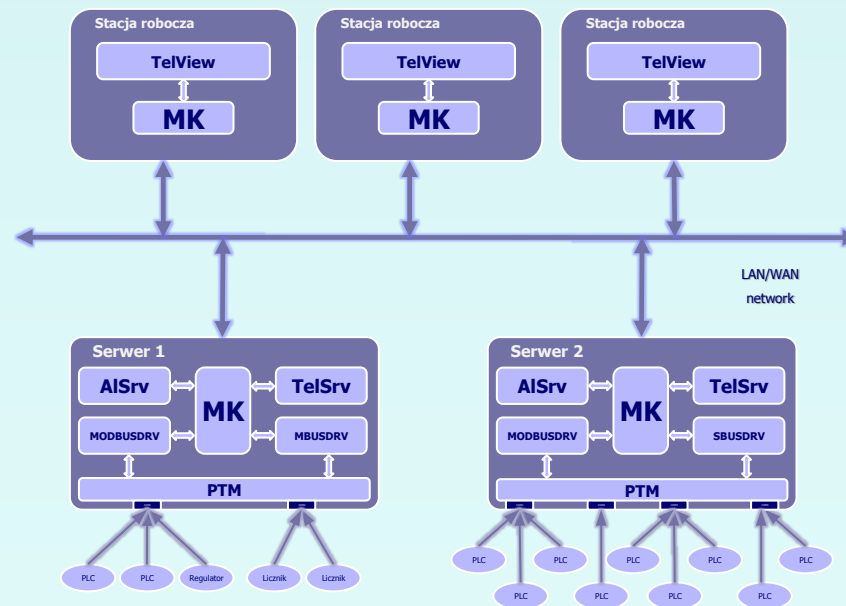 Stacja robocza
TelView
MK
Stacja robocza
TelView
MK
Stacja robocza
TelView
MK
LAN/WAN
network
Serwer 1
AlSrv
MK
TelSrv
MODBUSDRV
MBUSDRV
PTM
PLC
PLC
Regulator
Licznik
Licznik
Serwer 2
AlSrv
MK
TelSrv
MODBUSDRV
SBUSDRV
PTM
PLC
PLC
PLC
PLC
PLC
PLC
PLC
PLC